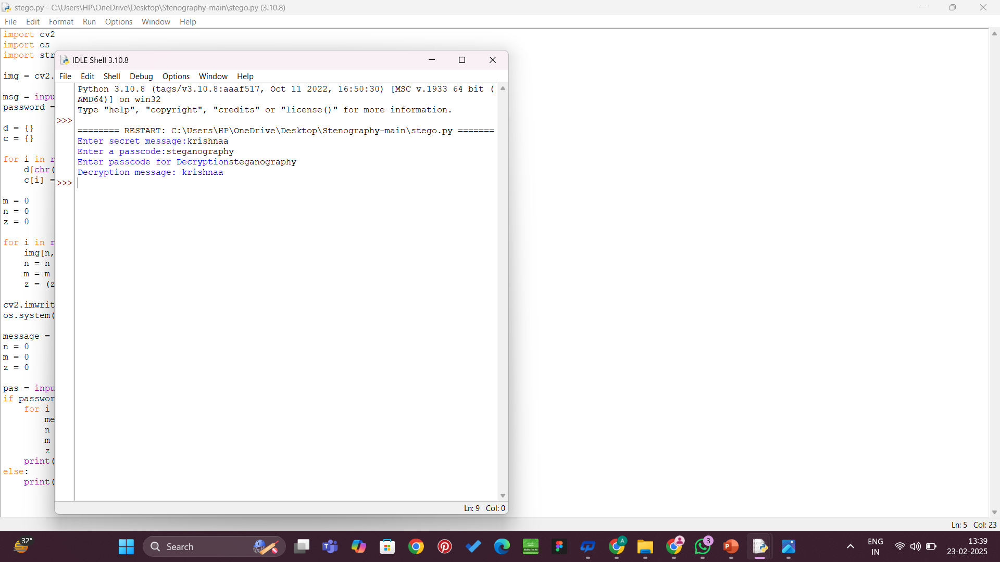 stego.py - C:\Users\HP\OneDrive\Desktop\Stenography-main\stego.py (3.10.8)
File Edit Format Run Options Window Help
import cv2
import os
import str
img = cv2.
msg = inpu
password =
d = {}
c = {}
for i in r
d[chr(
c[i] =
m = 0
n = 0
z = 0
for i in r
img[n,
n = n
m = m
z = (z
cv2.imwrit
os.system(
message =
n = 0
m = 0
z = 0
pas = inpu
if passwor
for i
me
n
m
z
print(
else:
print(
IDLE Shell 3.10.8
File Edit Shell Debug Options Window Help
Python 3.10.8 (tags/v3.10.8:aaaf517, Oct 11 2022, 16:50:30) [MSC v.1933 64 bit (
AMD64)] on win32
Type "help", "copyright", "credits" or "license()" for more information.
>>>
======== RESTART: C:\Users\HP\OneDrive\Desktop\Stenography-main\stego.py =======
Enter secret message:krishnaa
Enter a passcode:steganography
Enter passcode for Decryptionsteganography
Decryption message: krishnaa
>>>
Ln: 9 Col: 0
Ln: 5 Col: 23
32°
Search
A
3
ENG
IN
13:39
23-02-2025